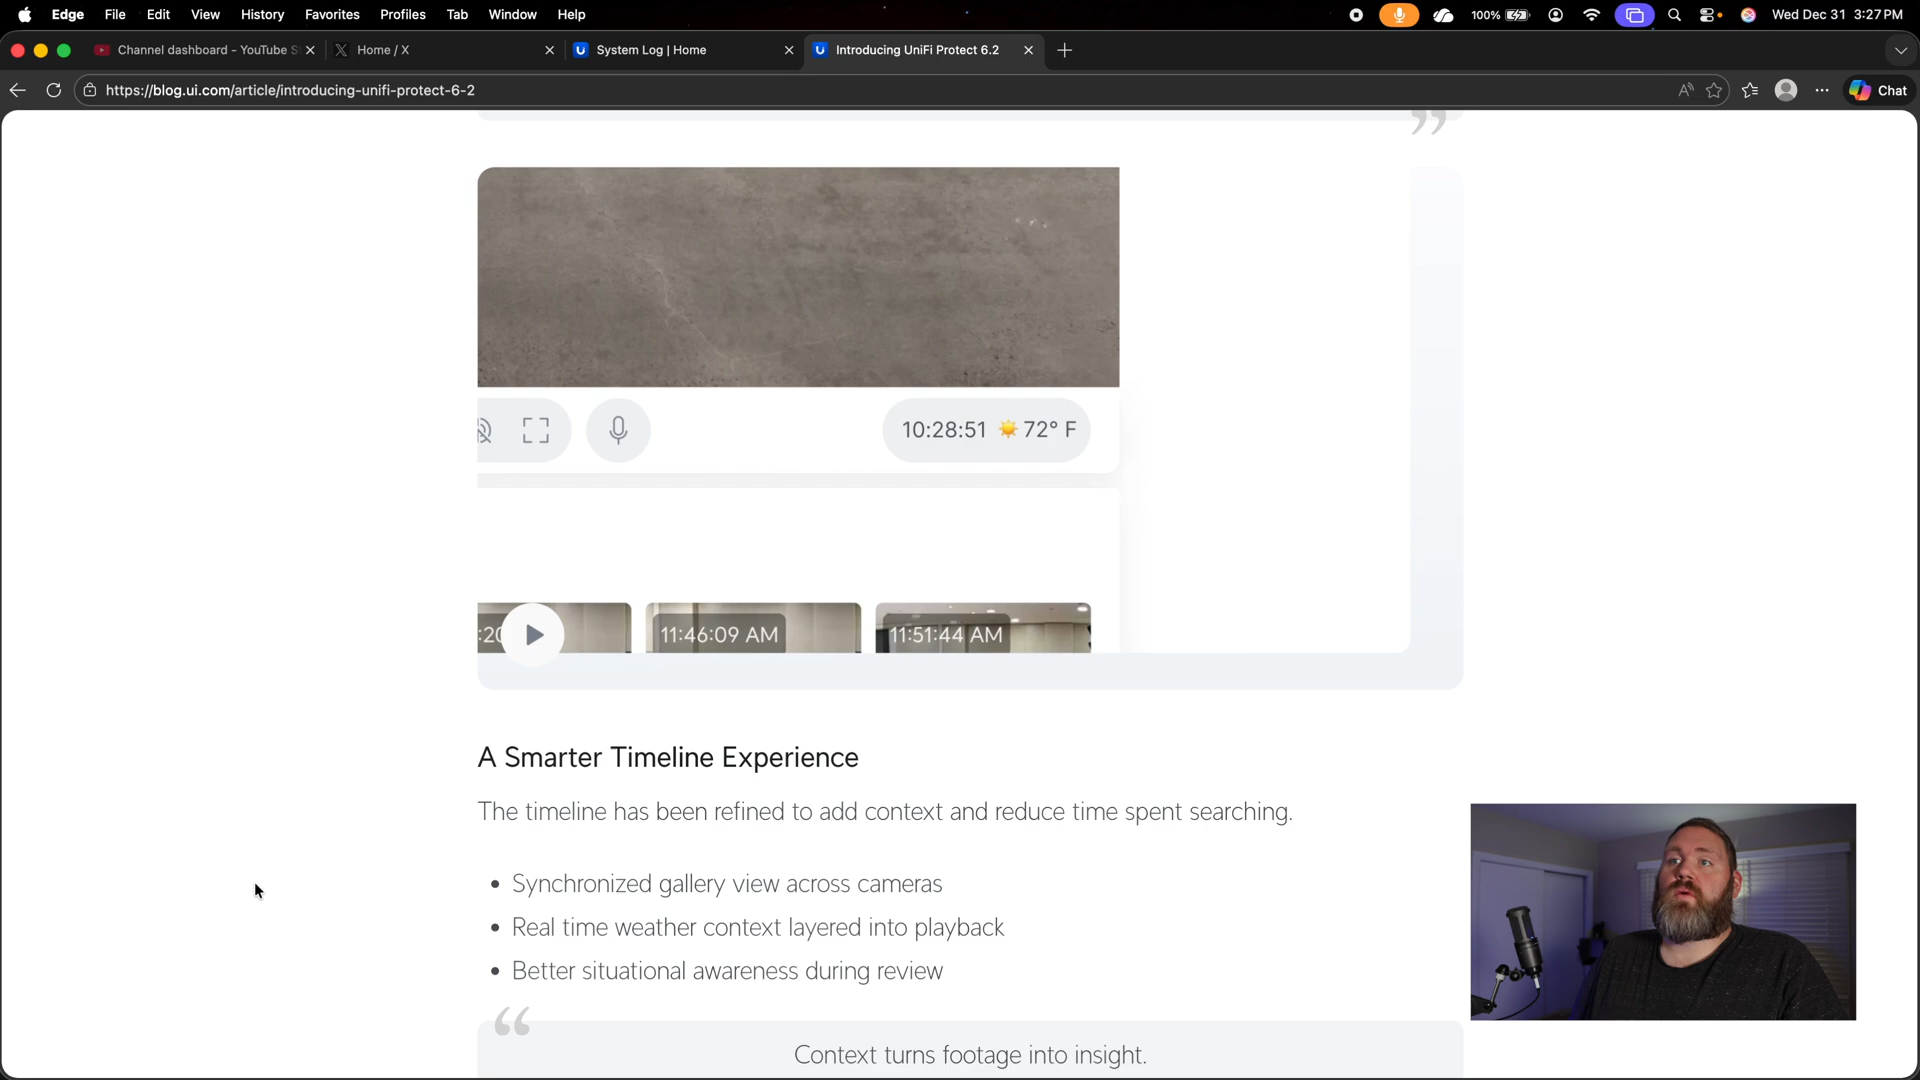 Edge File Edit View History Favorites Profiles Tab Window Help 100% Wed Dec 31 3:27 PM
Channel dashboard - YouTube S Home / X System Log | Home Introducing UniFi Protect 6.2
https://blog.ui.com/article/introducing-unifi-protect-6-2 Chat
”
10:28:51 72° F
:20 11:46:09 AM 11:51:44 AM
A Smarter Timeline Experience
The timeline has been refined to add context and reduce time spent searching.
• Synchronized gallery view across cameras
• Real time weather context layered into playback
• Better situational awareness during review
“
Context turns footage into insight.